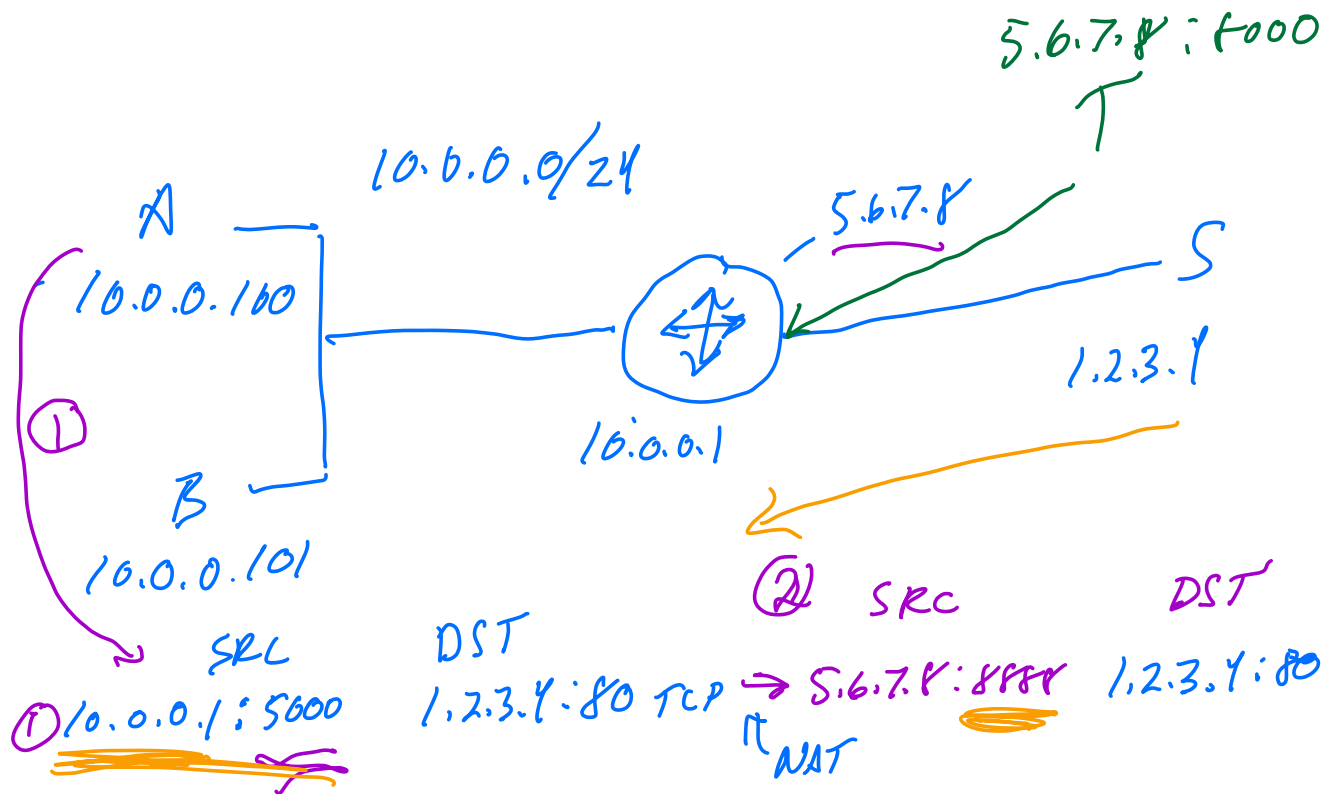 5.6.7.8 : 8000
10.0.0.0/24
5.6.7.8
A
S
10.0.0.100
1.2.3.4
1
10.0.0.1
B
10.0.0.101
2 SRC DST
SRC DST
1 10.0.0.1:5000 1.2.3.4:80 TCP → 5.6.7.8:8888 1.2.3.4:80
NAT